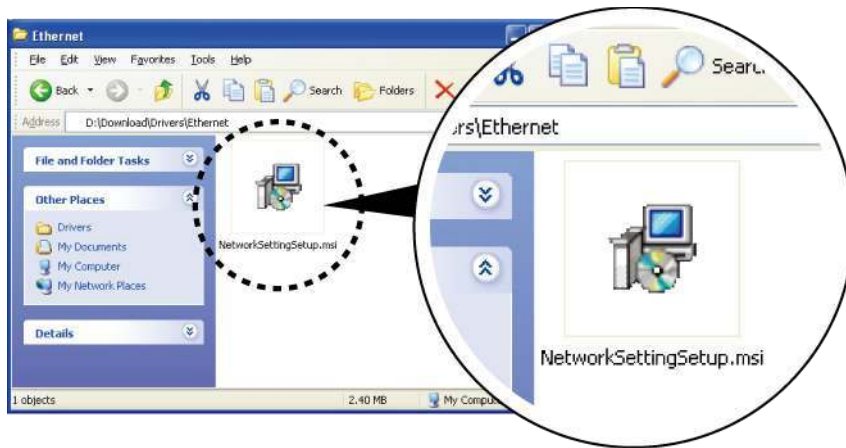 Ethernet
File Edit View Favorites Tools Help
Back Search Folders
Address D:\Download\Drivers\Ethernet
File and Folder Tasks
Other Places
Drivers
My Documents
My Computer
My Network Places
Details
NetworkSettingSetup.msi
1 objects 2.40 MB My Compu
Sear
ers\Ethernet
NetworkSettingSetup.msi